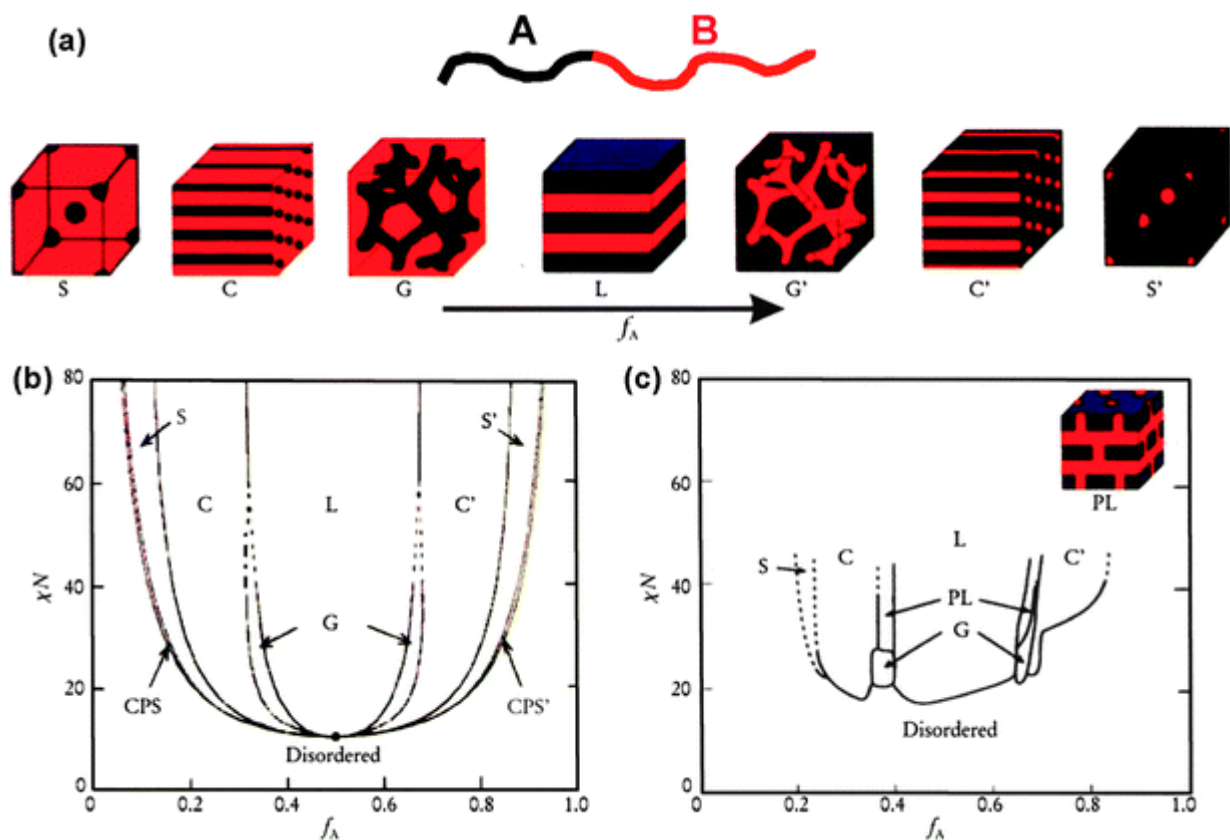 (a)
A B
S C G L G' C' S'
f_A
(b)
80
60
40
20
0
χN
0 0.2 0.4 0.6 0.8 1.0
f_A
S
S'
C
L
C'
G
CPS
CPS'
Disordered
(c)
80
60
40
20
0
χN
0.2 0.4 0.6 0.8 1.0
f_A
PL
L
S
C
C'
PL
G
Disordered